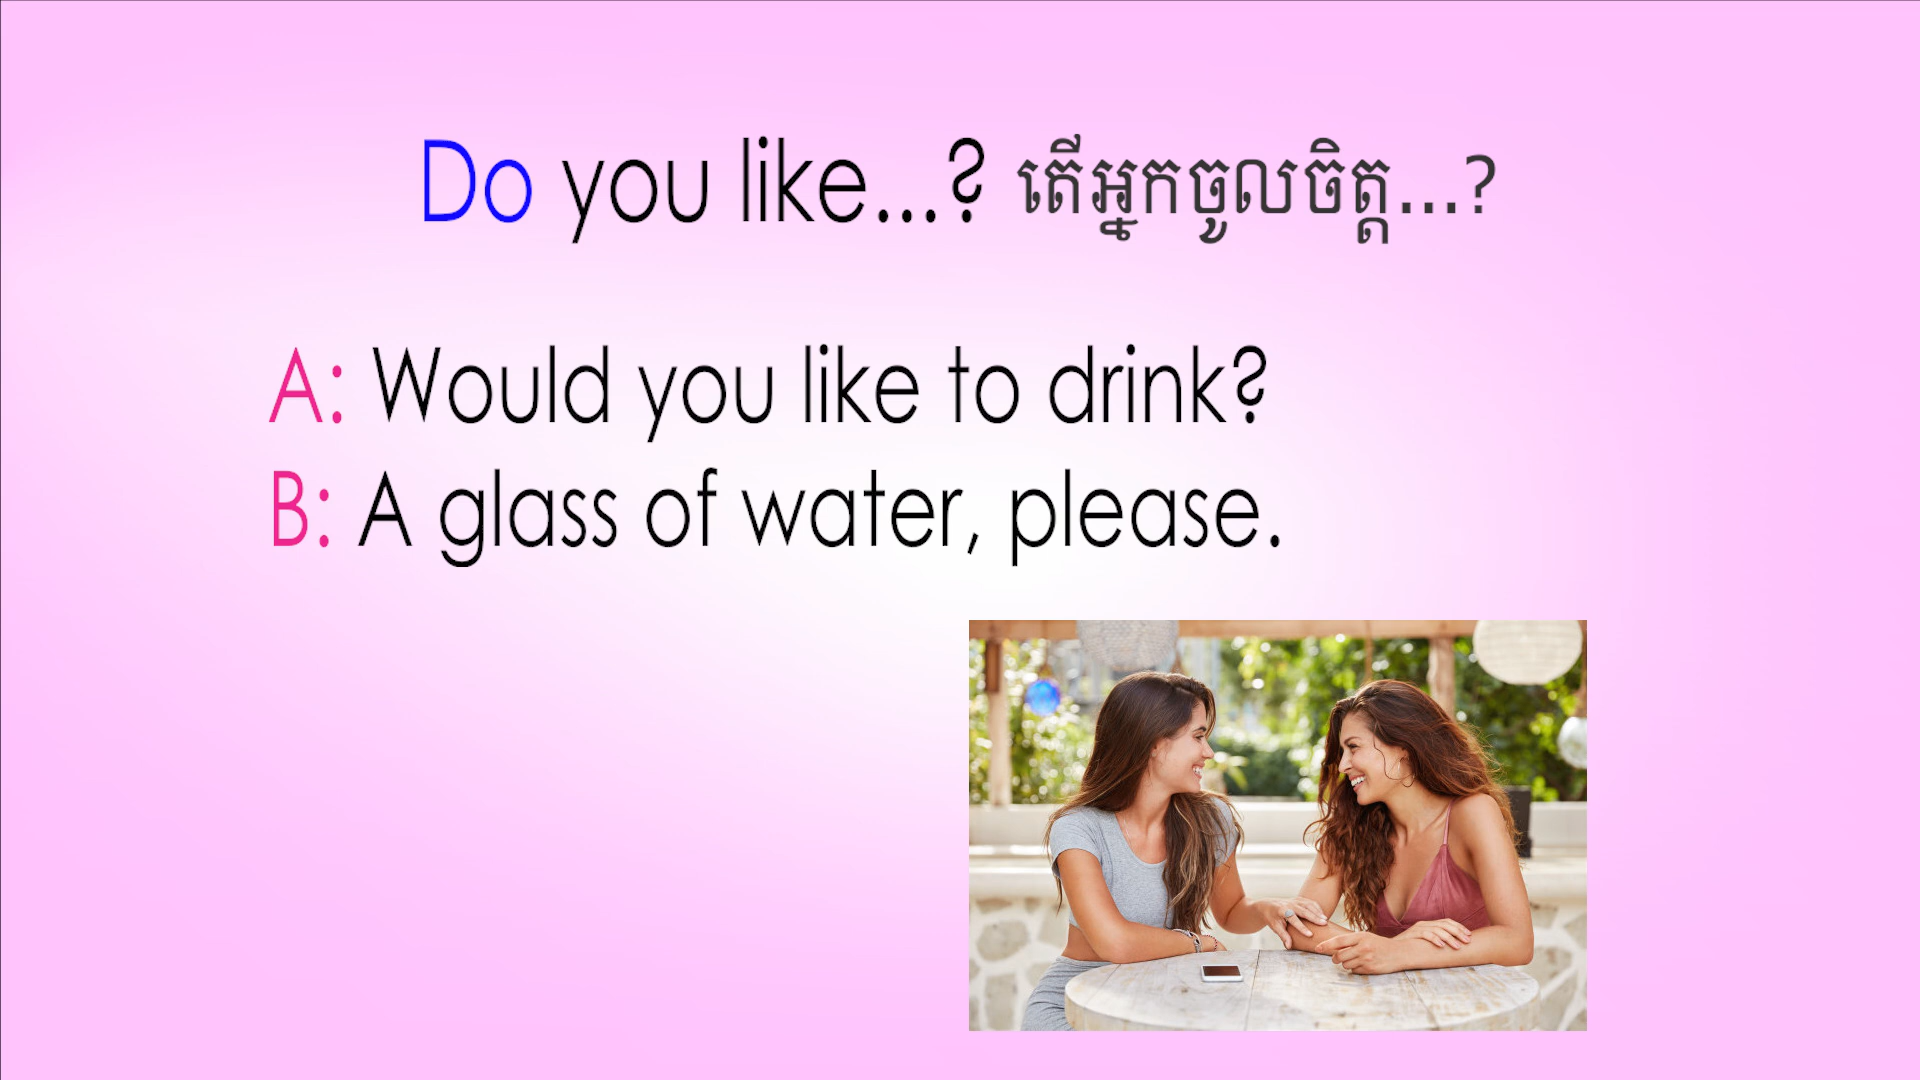 Do you like...? តើអ្នកចូលចិត្ត...?
A: Would you like to drink?
B: A glass of water, please.